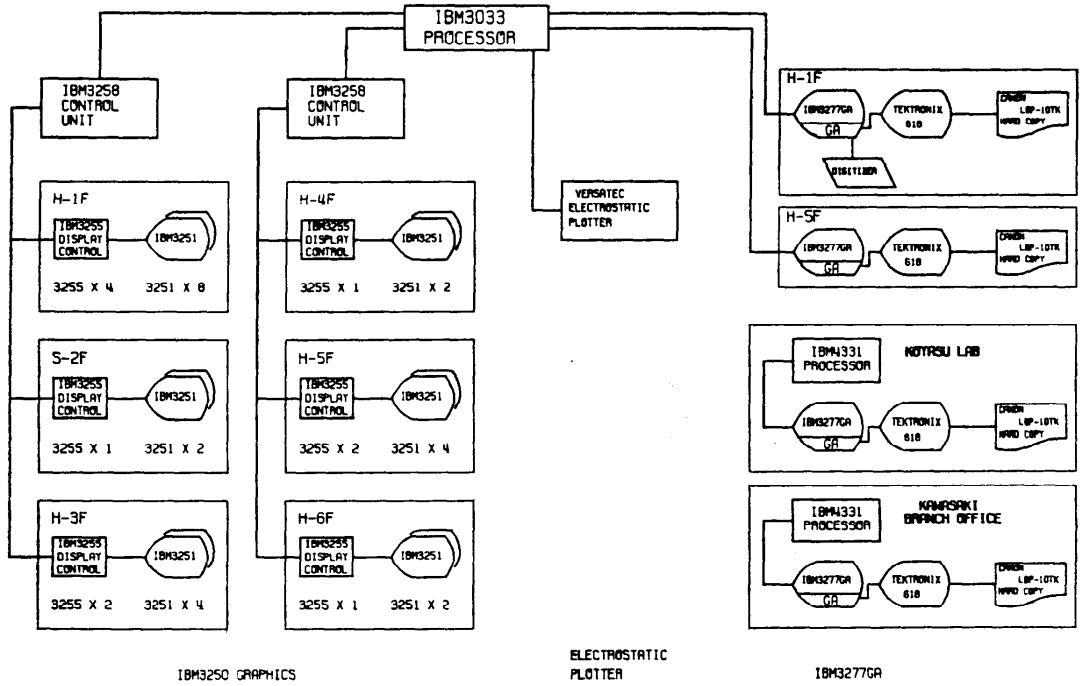 IBM3033
PROCESSOR
IBM3258
CONTROL
UNIT
IBM3258
CONTROL
UNIT
H-1F
IBM3255
DISPLAY
CONTROL
IBM3251
3255 X 4 3251 X 8
S-2F
IBM3255
DISPLAY
CONTROL
IBM3251
3255 X 1 3251 X 2
H-3F
IBM3255
DISPLAY
CONTROL
IBM3251
3255 X 2 3251 X 4
H-4F
IBM3255
DISPLAY
CONTROL
IBM3251
3255 X 1 3251 X 2
H-5F
IBM3255
DISPLAY
CONTROL
IBM3251
3255 X 2 3251 X 4
H-6F
IBM3255
DISPLAY
CONTROL
IBM3251
3255 X 1 3251 X 2
VERSATEC
ELECTROSTATIC
PLOTTER
H-1F
IBM3277GA
GA
TEKTRONIX
618
CANON
LBP-10TK
HARD COPY
DIGITIZER
H-5F
IBM3277GA
GA
TEKTRONIX
618
CANON
LBP-10TK
HARD COPY
IBM4331
PROCESSOR
KOYASU LAB
IBM3277GA
GA
TEKTRONIX
618
CANON
LBP-10TK
HARD COPY
IBM4331
PROCESSOR
KAWASAKI
BRANCH OFFICE
IBM3277GA
GA
TEKTRONIX
618
CANON
LBP-10TK
HARD COPY
IBM3250 GRAPHICS
ELECTROSTATIC
PLOTTER
IBM3277GA